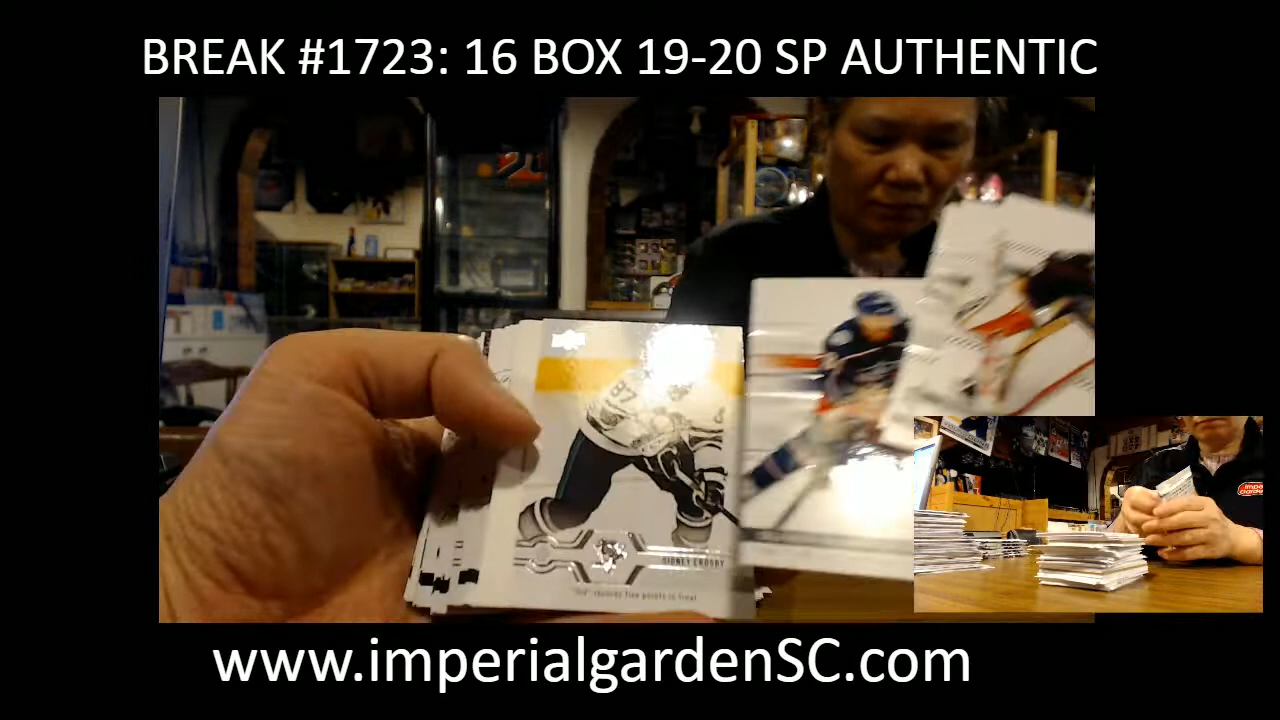 BREAK #1723: 16 BOX 19-20 SP AUTHENTIC
SIDNEY CROSBY
www.imperialgardenSC.com